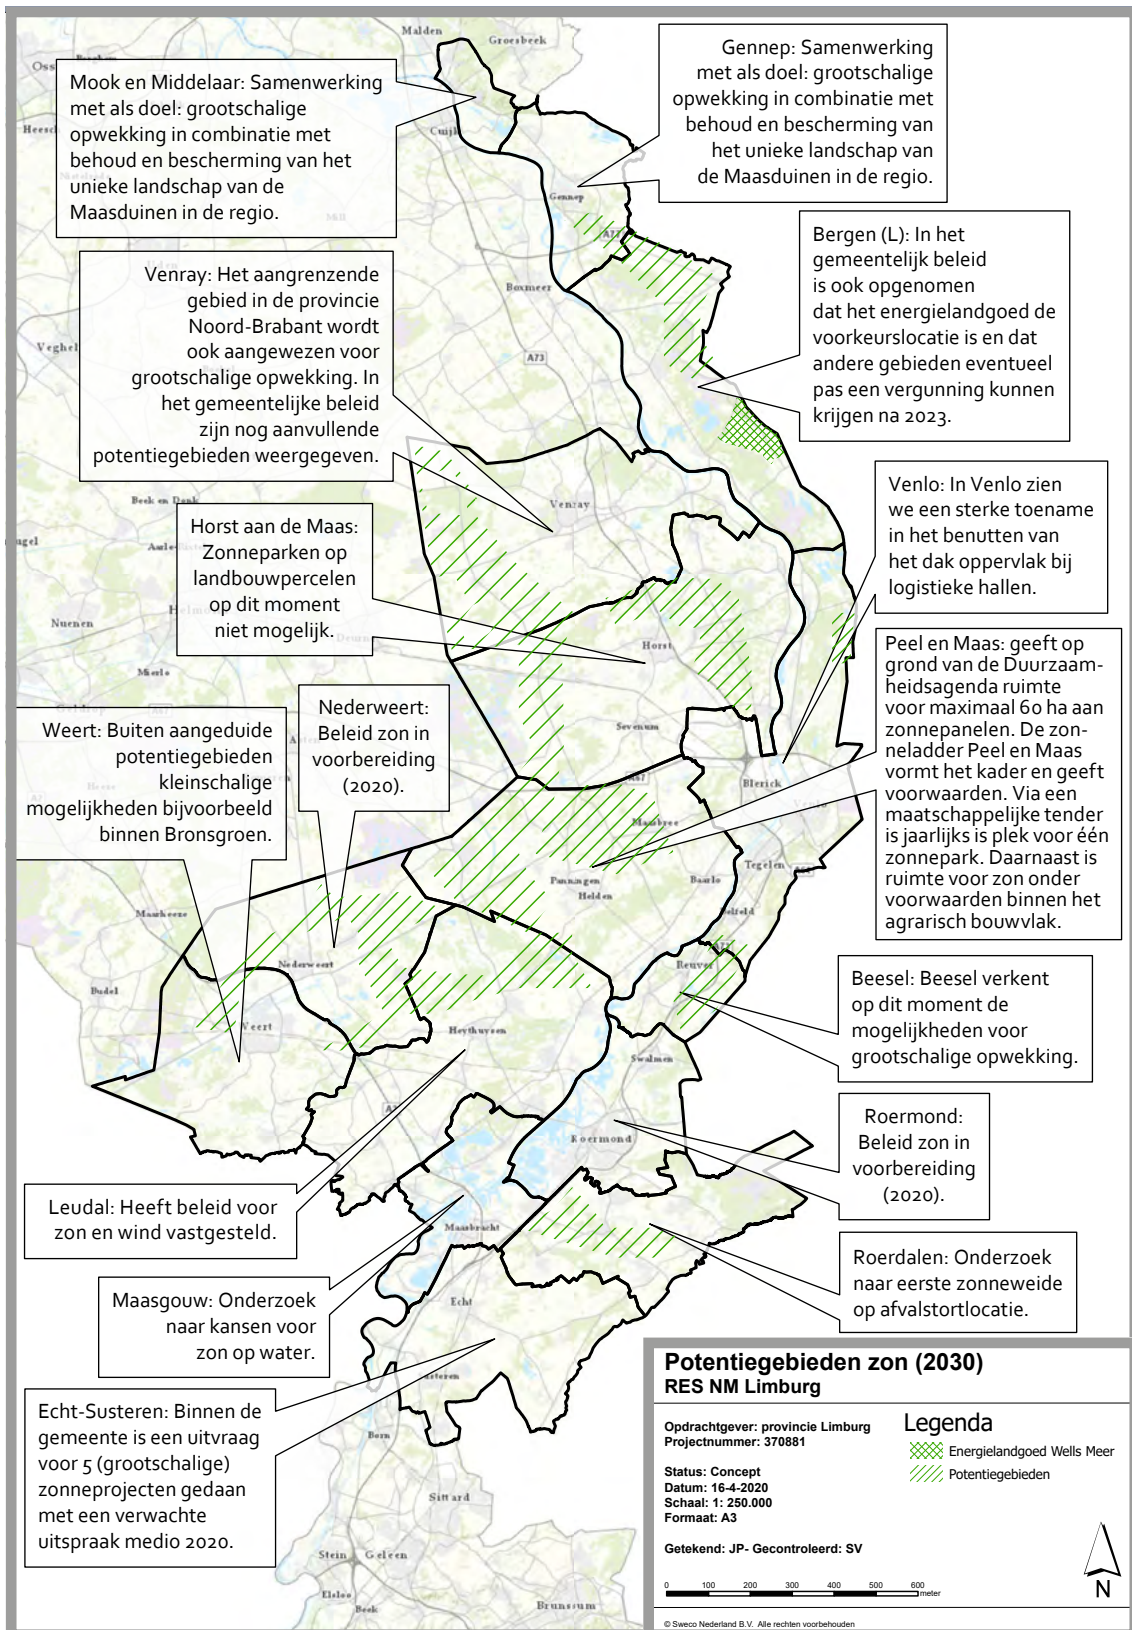 Malden
Groesbeek
Oss
Mook en Middelaar: Samenwerking
met als doel: grootschalige
opwekking in combinatie met
behoud en bescherming van het
unieke landschap van de
Maasduinen in de regio.
Gennep: Samenwerking
met als doel: grootschalige
opwekking in combinatie met
behoud en bescherming van
het unieke landschap van
de Maasduinen in de regio.
Heesch
Cuijk
Mill
Gennep
A77
Bergen (L): In het
gemeentelijk beleid
is ook opgenomen
dat het energielandgoed de
voorkeurslocatie is en dat
andere gebieden eventueel
pas een vergunning kunnen
krijgen na 2023.
Venray: Het aangrenzende
gebied in de provincie
Noord-Brabant wordt
ook aangewezen voor
grootschalige opwekking. In
het gemeentelijke beleid
zijn nog aanvullende
potentiegebieden weergegeven.
Boxmeer
Veghel
A73
Beek en Donk
Venray
Venlo: In Venlo zien
we een sterke toename
in het benutten van
het dak oppervlak bij
logistieke hallen.
Horst aan de Maas:
Zonneparken op
landbouwpercelen
op dit moment
niet mogelijk.
Nuenen
Deurne
Mierlo
Horst
Sevenum
Peel en Maas: geeft op
grond van de Duurzaam-
heidsagenda ruimte
voor maximaal 60 ha aan
zonnepanelen. De zon-
neladder Peel en Maas
vormt het kader en geeft
voorwaarden. Via een
maatschappelijke tender
is jaarlijks is plek voor één
zonnepark. Daarnaast is
ruimte voor zon onder
voorwaarden binnen het
agrarisch bouwvlak.
Nederweert:
Beleid zon in
voorbereiding
(2020).
Weert: Buiten aangeduide
potentiegebieden
kleinschalige
mogelijkheden bijvoorbeeld
binnen Bronsgroen.
A67
Blerick
Venlo
Maasbree
Tegelen
Panningen
Helden
Baarlo
Belfeld
Maarheeze
Nederweert
Reuver
Budel
Weert
Heythuysen
Swalmen
Beesel: Beesel verkent
op dit moment de
mogelijkheden voor
grootschalige opwekking.
Roermond
Roermond:
Beleid zon in
voorbereiding
(2020).
Leudal: Heeft beleid voor
zon en wind vastgesteld.
Maasbracht
Roerdalen: Onderzoek
naar eerste zonneweide
op afvalstortlocatie.
Maasgouw: Onderzoek
naar kansen voor
zon op water.
Echt
Echt-Susteren: Binnen de
gemeente is een uitvraag
voor 5 (grootschalige)
zonneprojecten gedaan
met een verwachte
uitspraak medio 2020.
Born
Sittard
Stein
Geleen
Elsloo
Beek
Brunssum
Potentiegebieden zon (2030)
RES NM Limburg
Opdrachtgever: provincie Limburg
Projectnummer: 370881
Status: Concept
Datum: 16-4-2020
Schaal: 1: 250.000
Formaat: A3
Getekend: JP- Gecontroleerd: SV
Legenda
Energielandgoed Wells Meer
Potentiegebieden
0 100 200 300 400 500 600
meter
N
© Sweco Nederland B.V. Alle rechten voorbehouden